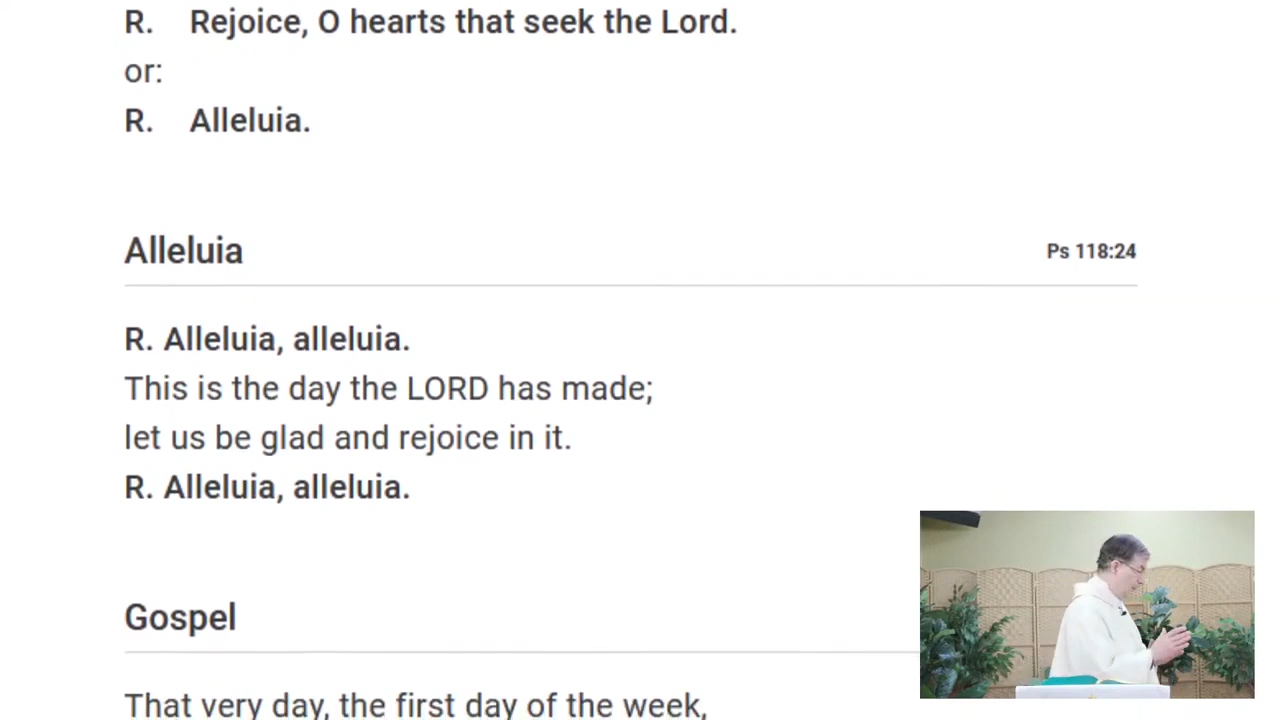 R. Rejoice, O hearts that seek the Lord.
or:
R. Alleluia.
Alleluia Ps 118:24
R. Alleluia, alleluia.
This is the day the LORD has made;
let us be glad and rejoice in it.
R. Alleluia, alleluia.
Gospel
That very day, the first day of the week,